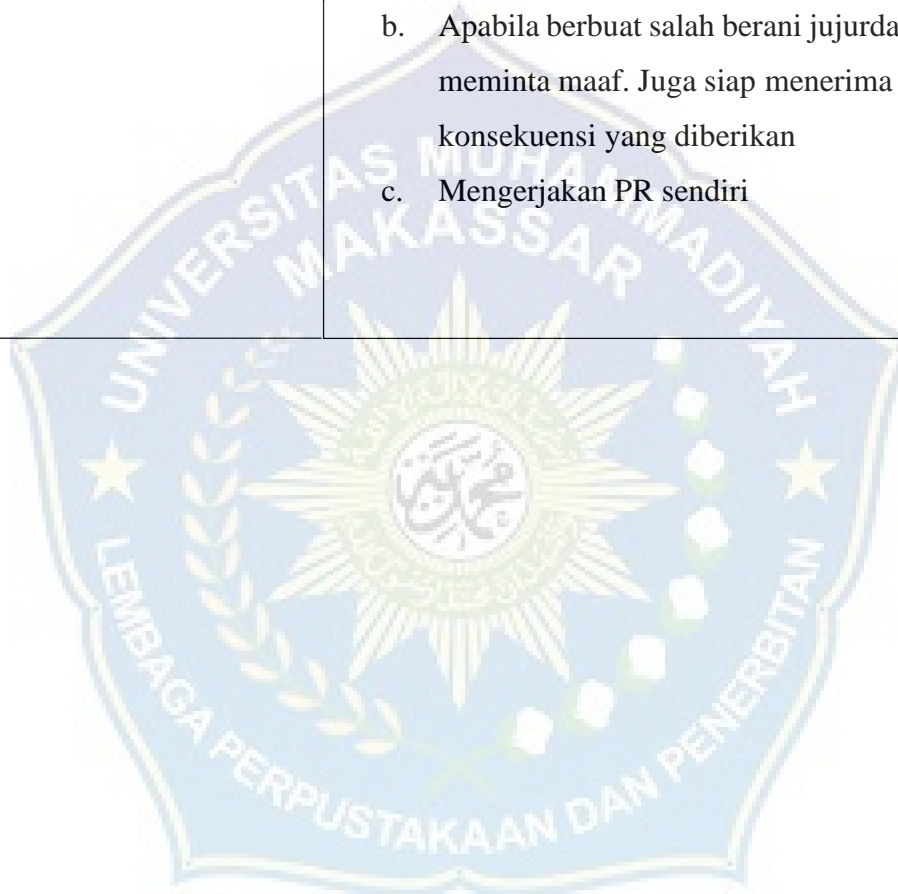 b. Apabila berbuat salah berani jujurda
meminta maaf. Juga siap menerima
konsekuensi yang diberikan
c. Mengerjakan PR sendiri
UNIVERSITAS MUHAMMADIYAH
MAKASSAR
محمد
LEMBAGA PERPUSTAKAAN DAN PENERBITAN